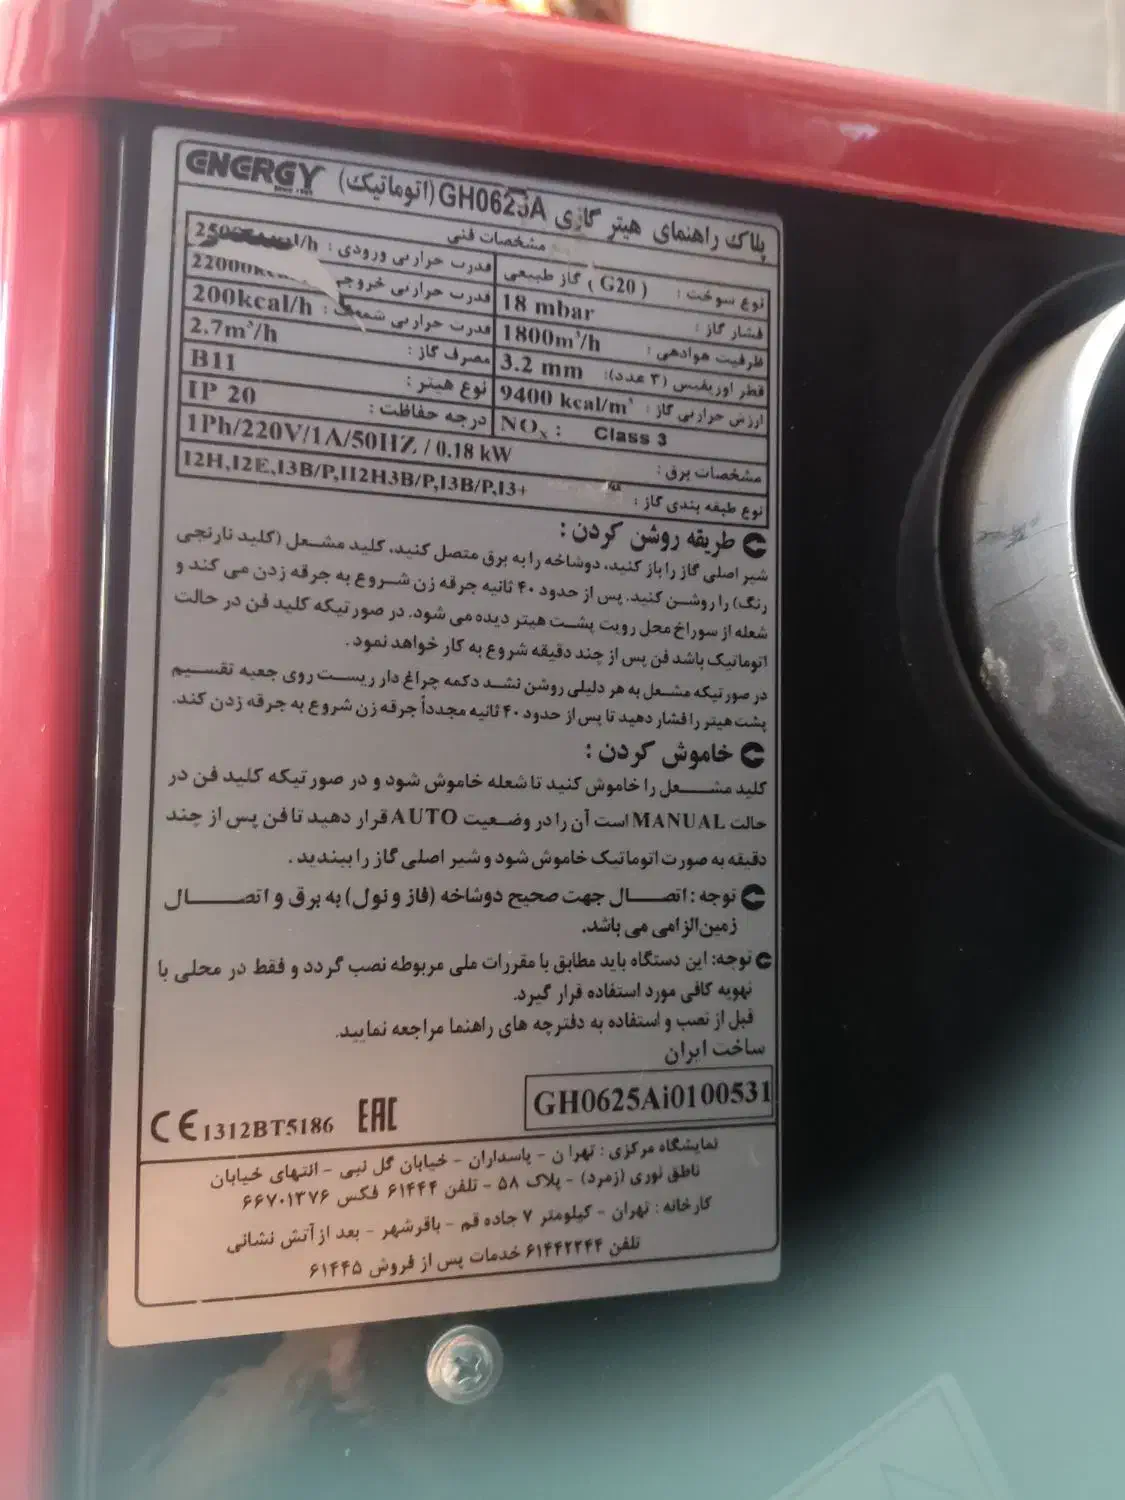 ENERGY
پلاک راهنمای هیتر گازی GH0625A (اتوماتیک)
مشخصات فنی
نوع سوخت : گاز طبیعی ( G20 )
قدرت حرارتی ورودی : kcal/h
فشار گاز : 18 mbar
قدرت حرارتی خروجی : 22000
ظرفیت هوادهی : 1800m³/h
قدرت حرارتی شمعک : 200kcal/h
قطر اوریفیس (۳ عدد): 3.2 mm
مصرف گاز : 2.7m³/h
ارزش حرارتی گاز : 9400 kcal/m³
نوع هیتر : B11
NOx : Class 3
درجه حفاظت : IP 20
مشخصات برق : 1Ph/220V/1A/50HZ / 0.18 kW
نوع طبقه بندی گاز : I2H,I2E,I3B/P,II2H3B/P,I3B/P,I3+
طریقه روشن کردن :
شیر اصلی گاز را باز کنید، دوشاخه را به برق متصل کنید، کلید مشعل (کلید نارنجی
رنگ) را روشن کنید. پس از حدود ۴۰ ثانیه جرقه زن شروع به جرقه زدن می کند و
شعله از سوراخ محل رویت پشت هیتر دیده می شود. در صورتیکه کلید فن در حالت
اتوماتیک باشد فن پس از چند دقیقه شروع به کار خواهد نمود .
در صورتیکه مشعل به هر دلیلی روشن نشد دکمه چراغ دار ریست روی جعبه تقسیم
پشت هیتر را فشار دهید تا پس از حدود ۴۰ ثانیه مجدداً جرقه زن شروع به جرقه زدن کند.
خاموش کردن :
کلید مشعل را خاموش کنید تا شعله خاموش شود و در صورتیکه کلید فن در
حالت MANUAL است آن را در وضعیت AUTO قرار دهید تا فن پس از چند
دقیقه به صورت اتوماتیک خاموش شود و شیر اصلی گاز را ببندید .
توجه : اتصال جهت صحیح دوشاخه (فاز و نول) به برق و اتصال
زمین الزامی می باشد.
توجه: این دستگاه باید مطابق با مقررات ملی مربوطه نصب گردد و فقط در محلی با
تهویه کافی مورد استفاده قرار گیرد.
قبل از نصب و استفاده به دفترچه های راهنما مراجعه نمایید.
ساخت ایران
GH0625Ai0100531
CE 1312BT5186 EAC
نمایشگاه مرکزی : تهران - پاسداران - خیابان گل نبی - انتهای خیابان
ناطق نوری (زمرد) - پلاک ۵۸ - تلفن ۶۱۴۴۴ فکس ۶۶۷۰۱۳۷۶
کارخانه : تهران - کیلومتر ۷ جاده قم - باقرشهر - بعد از آتش نشانی
تلفن ۶۱۴۴۲۲۴۴ خدمات پس از فروش ۶۱۴۴۵